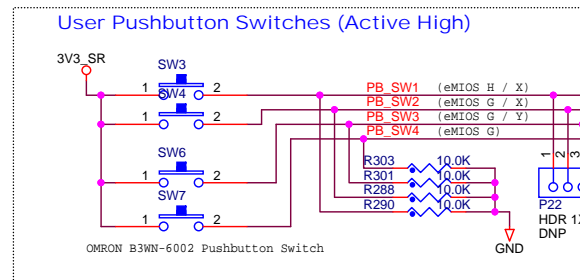 User Pushbutton Switches (Active High)
3V3_SR
SW3
1 2 PB_SW1 (eMIOS H / X)
SW4
PB_SW2 (eMIOS G / X)
1 2 PB_SW3 (eMIOS G / Y)
PB_SW4 (eMIOS G)
SW6
1 2
R303 10.0K
R301 10.0K
R288 10.0K
R290 10.0K
1 2 3
SW7
1 2
P22
HDR
DNP
GND
OMRON B3WN-6002 Pushbutton Switch